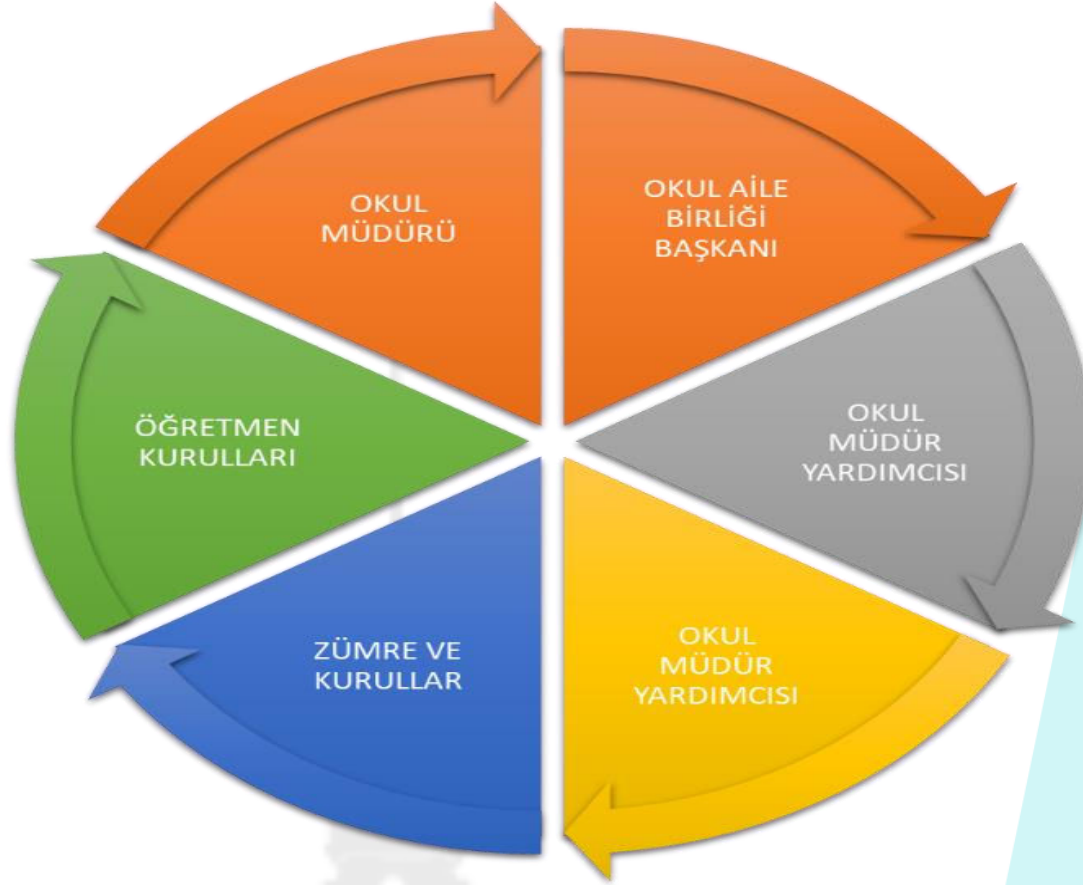 OKUL
MÜDÜRÜ
OKUL AİLE
BİRLİĞİ
BAŞKANI
OKUL
MÜDÜR
YARDIMCISI
OKUL
MÜDÜR
YARDIMCISI
ZÜMRE VE
KURULLAR
ÖĞRETMEN
KURULLARI